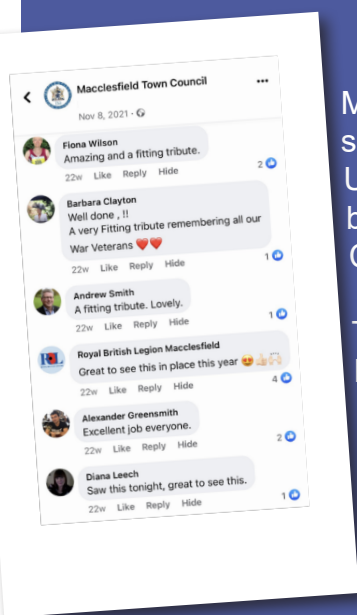 Macclesfield Town Council
Nov 8, 2021 ·
Fiona Wilson
Amazing and a fitting tribute.
22w Like Reply Hide 2
Barbara Clayton
Well done , !!
A very Fitting tribute remembering all our
War Veterans ❤️❤️
22w Like Reply Hide 1
Andrew Smith
A fitting tribute. Lovely.
22w Like Reply Hide 1
Royal British Legion Macclesfield
Great to see this in place this year 😍👍🏻🙌🏻
22w Like Reply Hide 4
Alexander Greensmith
Excellent job everyone.
22w Like Reply Hide 2
Diana Leech
Saw this tonight, great to see this.
22w Like Reply Hide 1